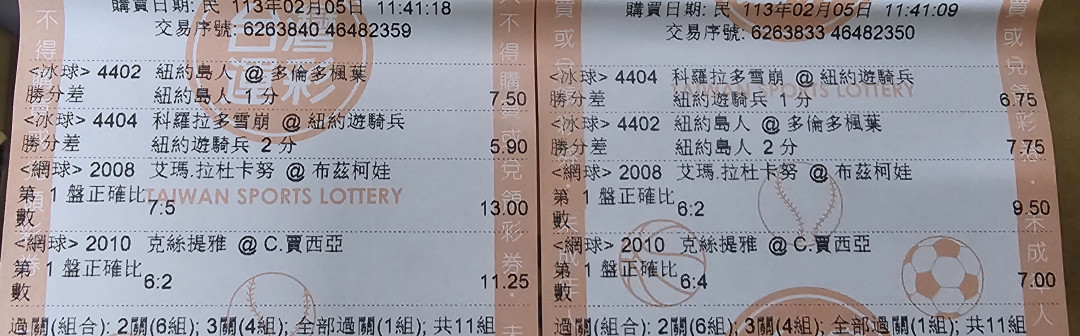 購買日期: 民 113年02月05日 11:41:18
交易序號: 6263840 46482359
台灣
運彩
<冰球> 4402 紐約島人 @ 多倫多楓葉
勝分差 紐約島人 1 分 7.50
<冰球> 4404 科羅拉多雪崩 @ 紐約遊騎兵
勝分差 紐約遊騎兵 2 分 5.90
<網球> 2008 艾瑪.拉杜卡努 @ 布茲柯娃
第 1 盤正確比
數 7:5 13.00
TAIWAN SPORTS LOTTERY
<網球> 2010 克絲提雅 @ C.賈西亞
第 1 盤正確比
數 6:2 11.25
過關(組合): 2關(6組); 3關(4組); 全部過關(1組); 共11組
購買日期: 民 113年02月05日 11:41:09
交易序號: 6263833 46482350
<冰球> 4404 科羅拉多雪崩 @ 紐約遊騎兵
勝分差 紐約遊騎兵 1 分 6.75
SPORTS LOTTERY
<冰球> 4402 紐約島人 @ 多倫多楓葉
勝分差 紐約島人 2 分 7.75
<網球> 2008 艾瑪.拉杜卡努 @ 布茲柯娃
第 1 盤正確比
數 6:2 9.50
<網球> 2010 克絲提雅 @ C.賈西亞
第 1 盤正確比
數 6:4 7.00
過關(組合): 2關(6組); 3關(4組); 全部過關(1組); 共11組